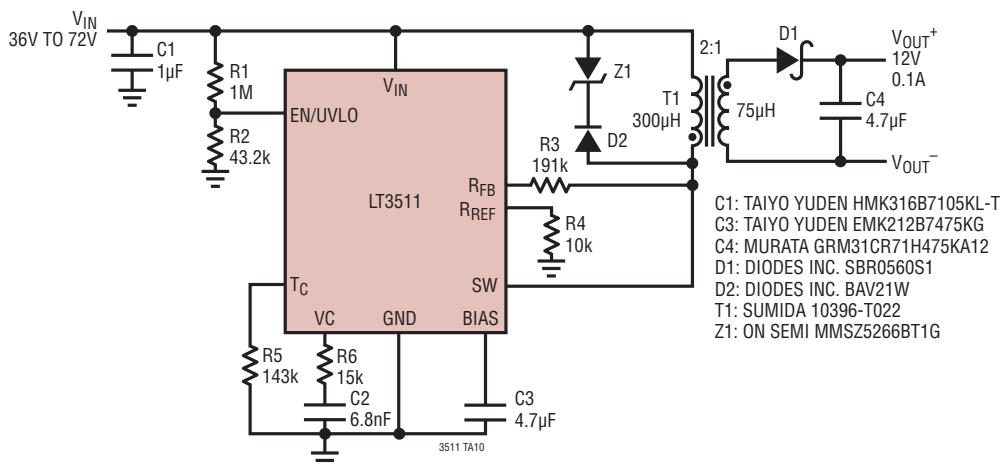 VIN
36V TO 72V
C1
1µF
R1
1M
R2
43.2k
EN/UVLO
VIN
LT3511
RFB
RREF
SW
TC
VC
GND
BIAS
Z1
D2
R3
191k
R4
10k
T1
300µH
2:1
75µH
D1
VOUT+
12V
0.1A
C4
4.7µF
VOUT–
R5
143k
R6
15k
C2
6.8nF
C3
4.7µF
3511 TA10
C1: TAIYO YUDEN HMK316B7105KL-T
C3: TAIYO YUDEN EMK212B7475KG
C4: MURATA GRM31CR71H475KA12
D1: DIODES INC. SBR0560S1
D2: DIODES INC. BAV21W
T1: SUMIDA 10396-T022
Z1: ON SEMI MMSZ5266BT1G